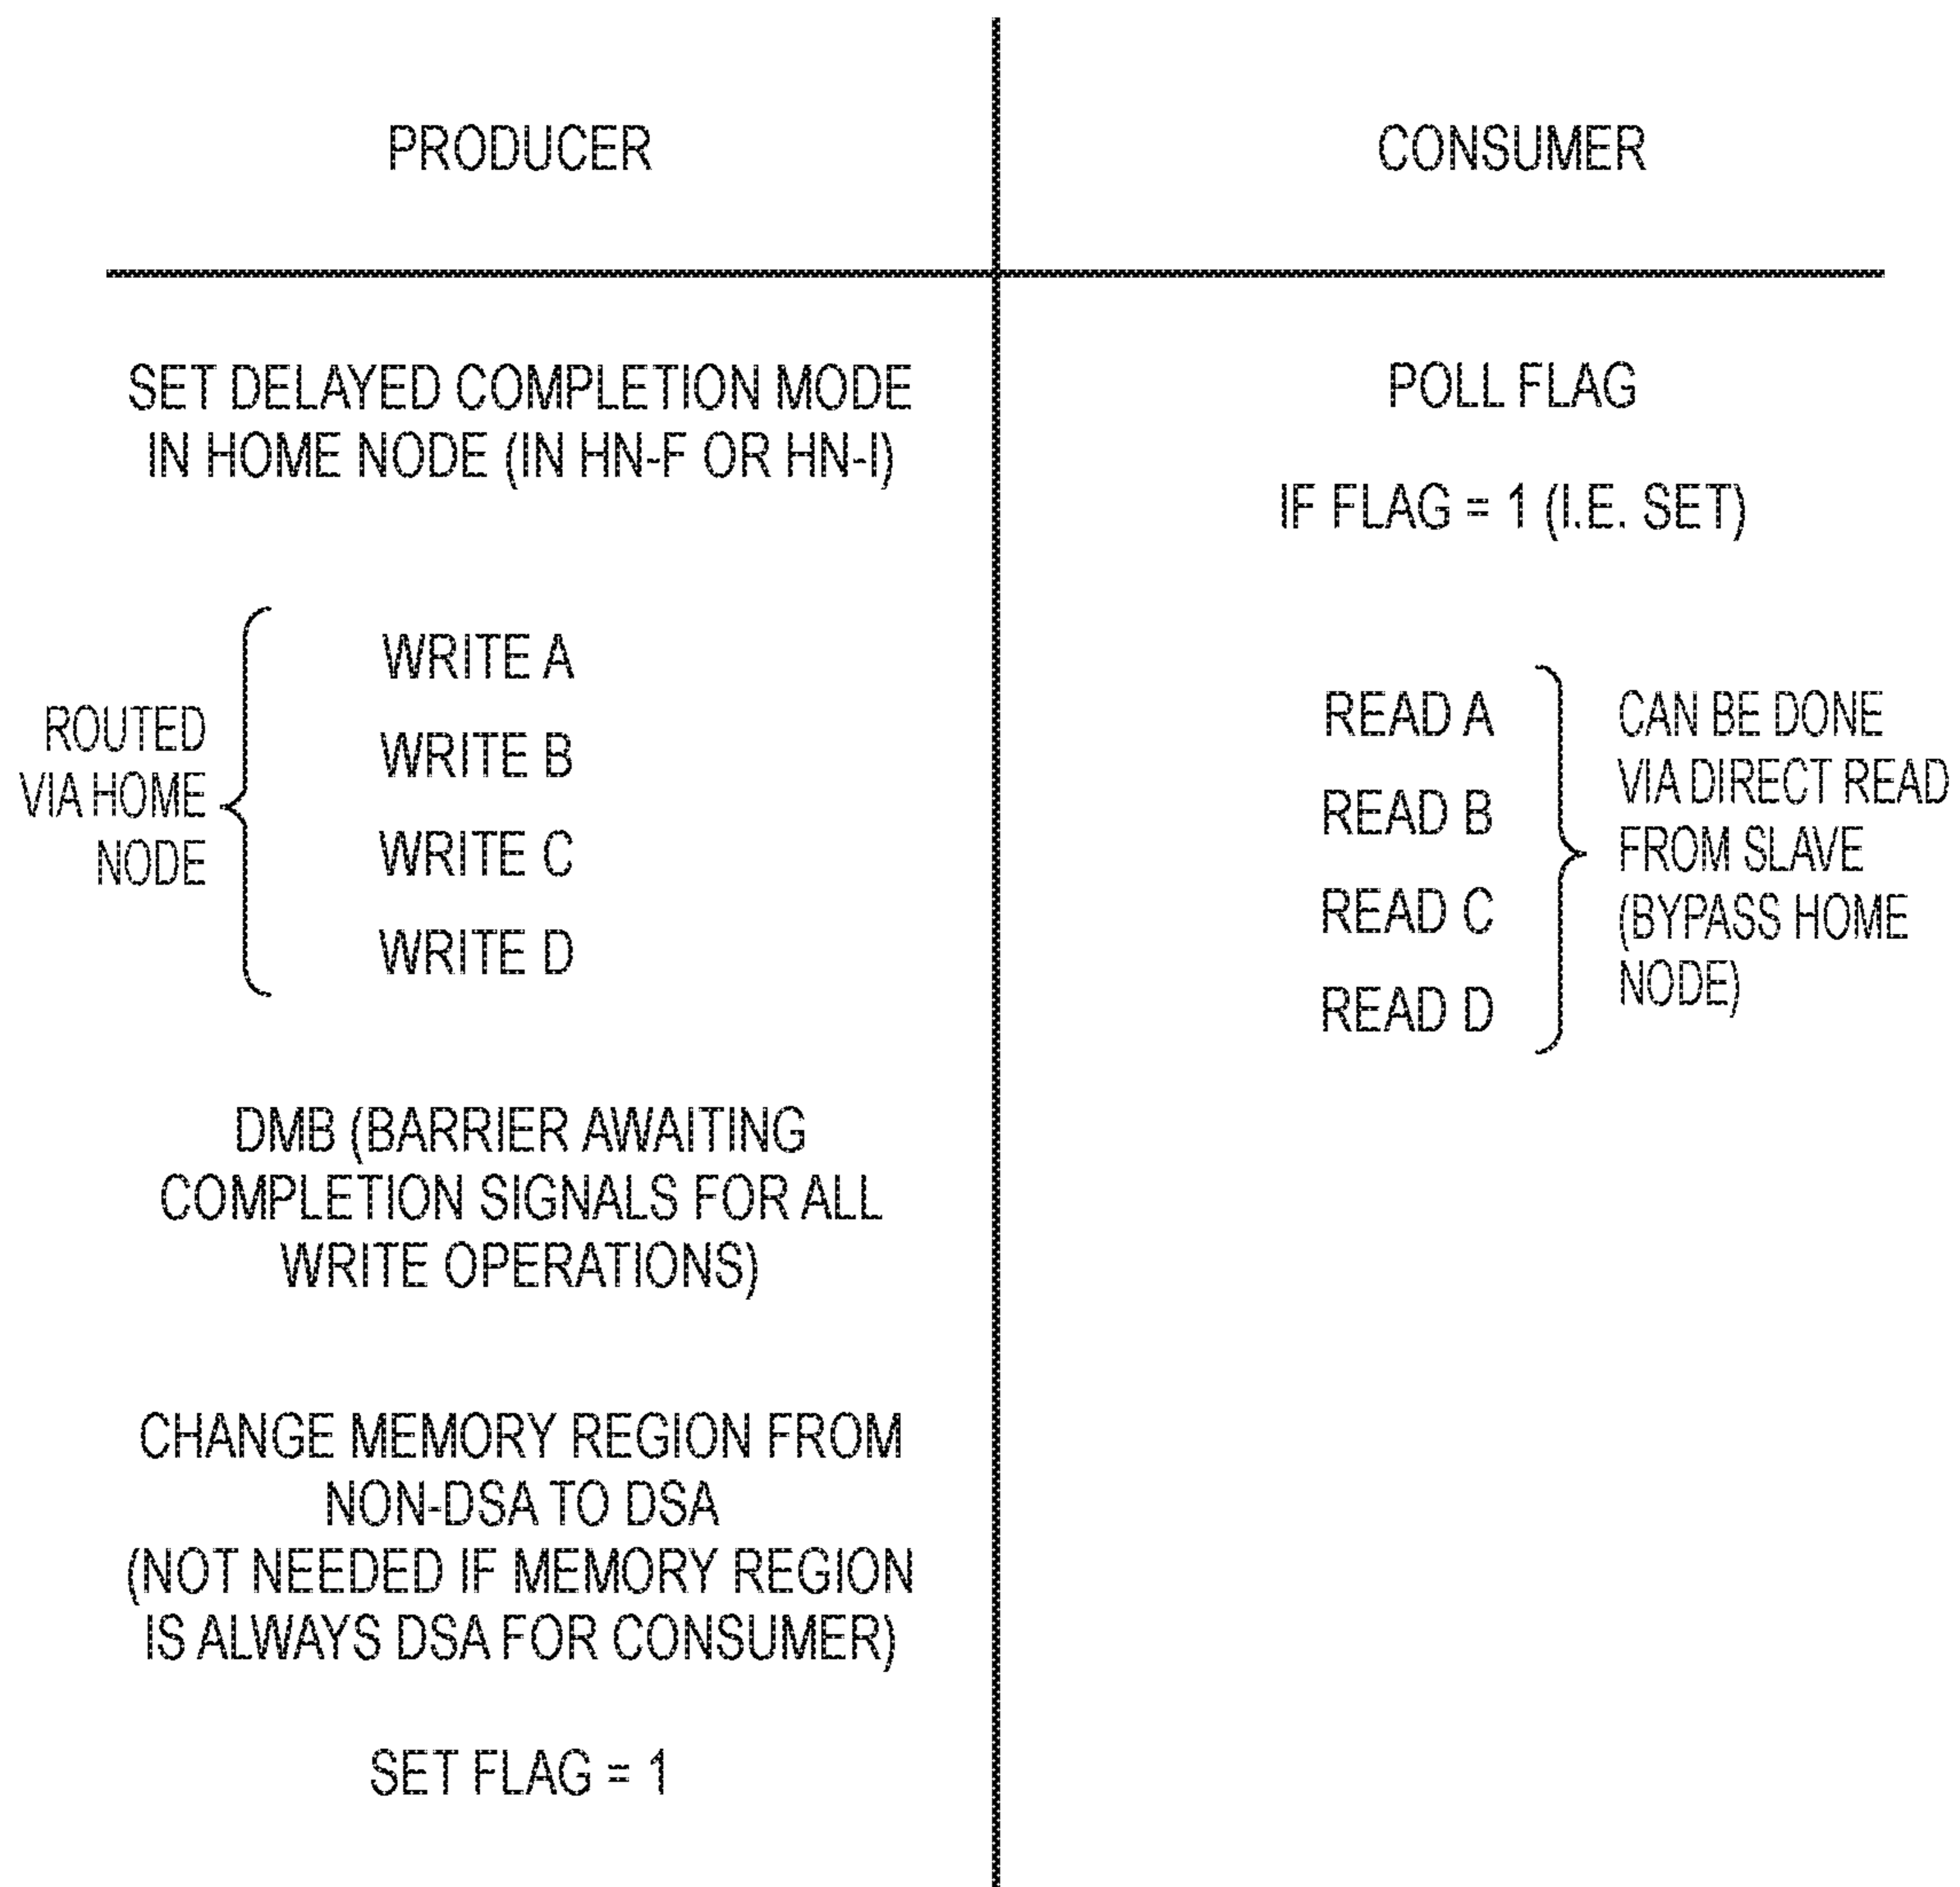 PRODUCER
CONSUMER
SET DELAYED COMPLETION MODE
IN HOME NODE (IN HN-F OR HN-I)
ROUTED
VIA HOME
NODE
WRITE A
WRITE B
WRITE C
WRITE D
DMB (BARRIER AWAITING
COMPLETION SIGNALS FOR ALL
WRITE OPERATIONS)
CHANGE MEMORY REGION FROM
NON-DSA TO DSA
(NOT NEEDED IF MEMORY REGION
IS ALWAYS DSA FOR CONSUMER)
SET FLAG = 1
POLL FLAG
IF FLAG = 1 (I.E. SET)
READ A
READ B
READ C
READ D
CAN BE DONE
VIA DIRECT READ
FROM SLAVE
(BYPASS HOME
NODE)